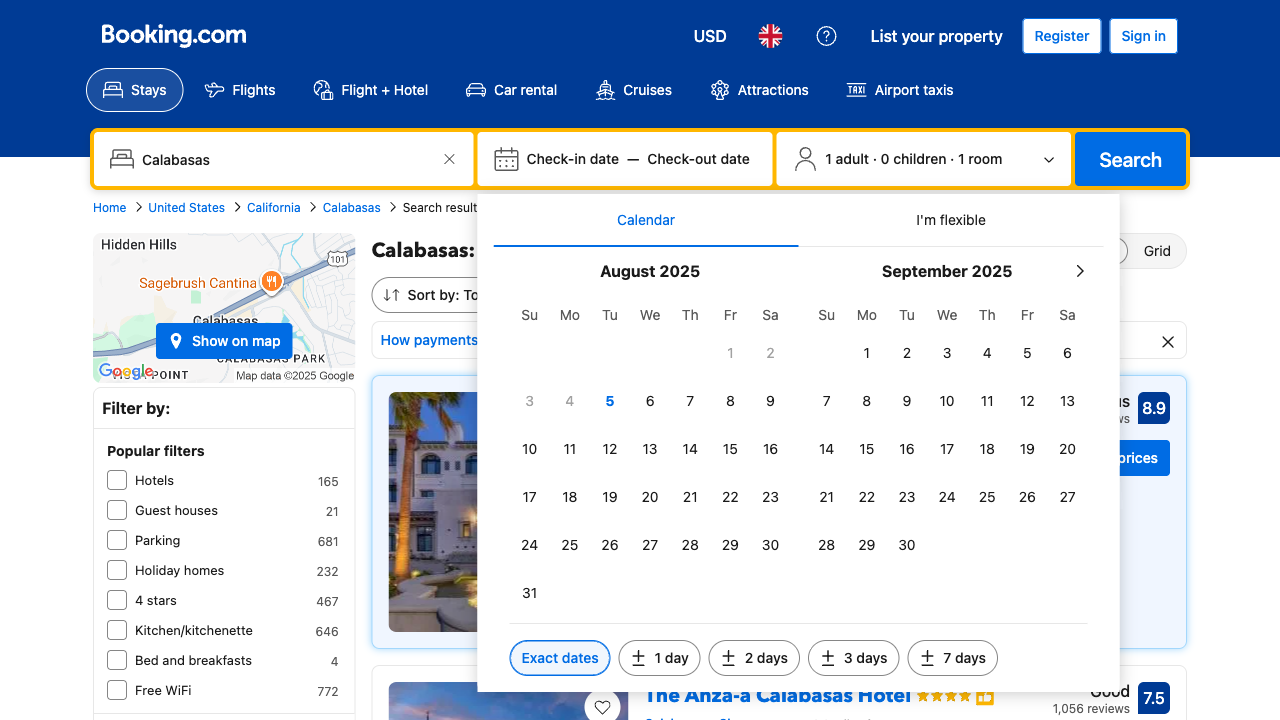 Booking.com
USD
List your property
Register
Sign in
Stays
Flights
Flight + Hotel
Car rental
Cruises
Attractions
TAXI
Airport taxis
Calabasas
Check-in date — Check-out date
1 adult · 0 children · 1 room
Search
Home
United States
California
Calabasas
Search result
Hidden Hills
101
Sagebrush Cantina
Calabasas
Show on map
CALABASAS PARK
POINT
Google
Map data ©2025 Google
Filter by:
Popular filters
Hotels 165
Guest houses 21
Parking 681
Holiday homes 232
4 stars 467
Kitchen/kitchenette 646
Bed and breakfasts 4
Free WiFi 772
Calabasas:
Grid
Sort by: To
How payments
Calendar
I'm flexible
August 2025
Su Mo Tu We Th Fr Sa
1 2
3 4 5 6 7 8 9
10 11 12 13 14 15 16
17 18 19 20 21 22 23
24 25 26 27 28 29 30
31
September 2025
Su Mo Tu We Th Fr Sa
1 2 3 4 5 6
7 8 9 10 11 12 13
14 15 16 17 18 19 20
21 22 23 24 25 26 27
28 29 30
Exact dates
± 1 day
± 2 days
± 3 days
± 7 days
8.9
prices
The Anza-a Calabasas Hotel
Good
1,056 reviews
7.5